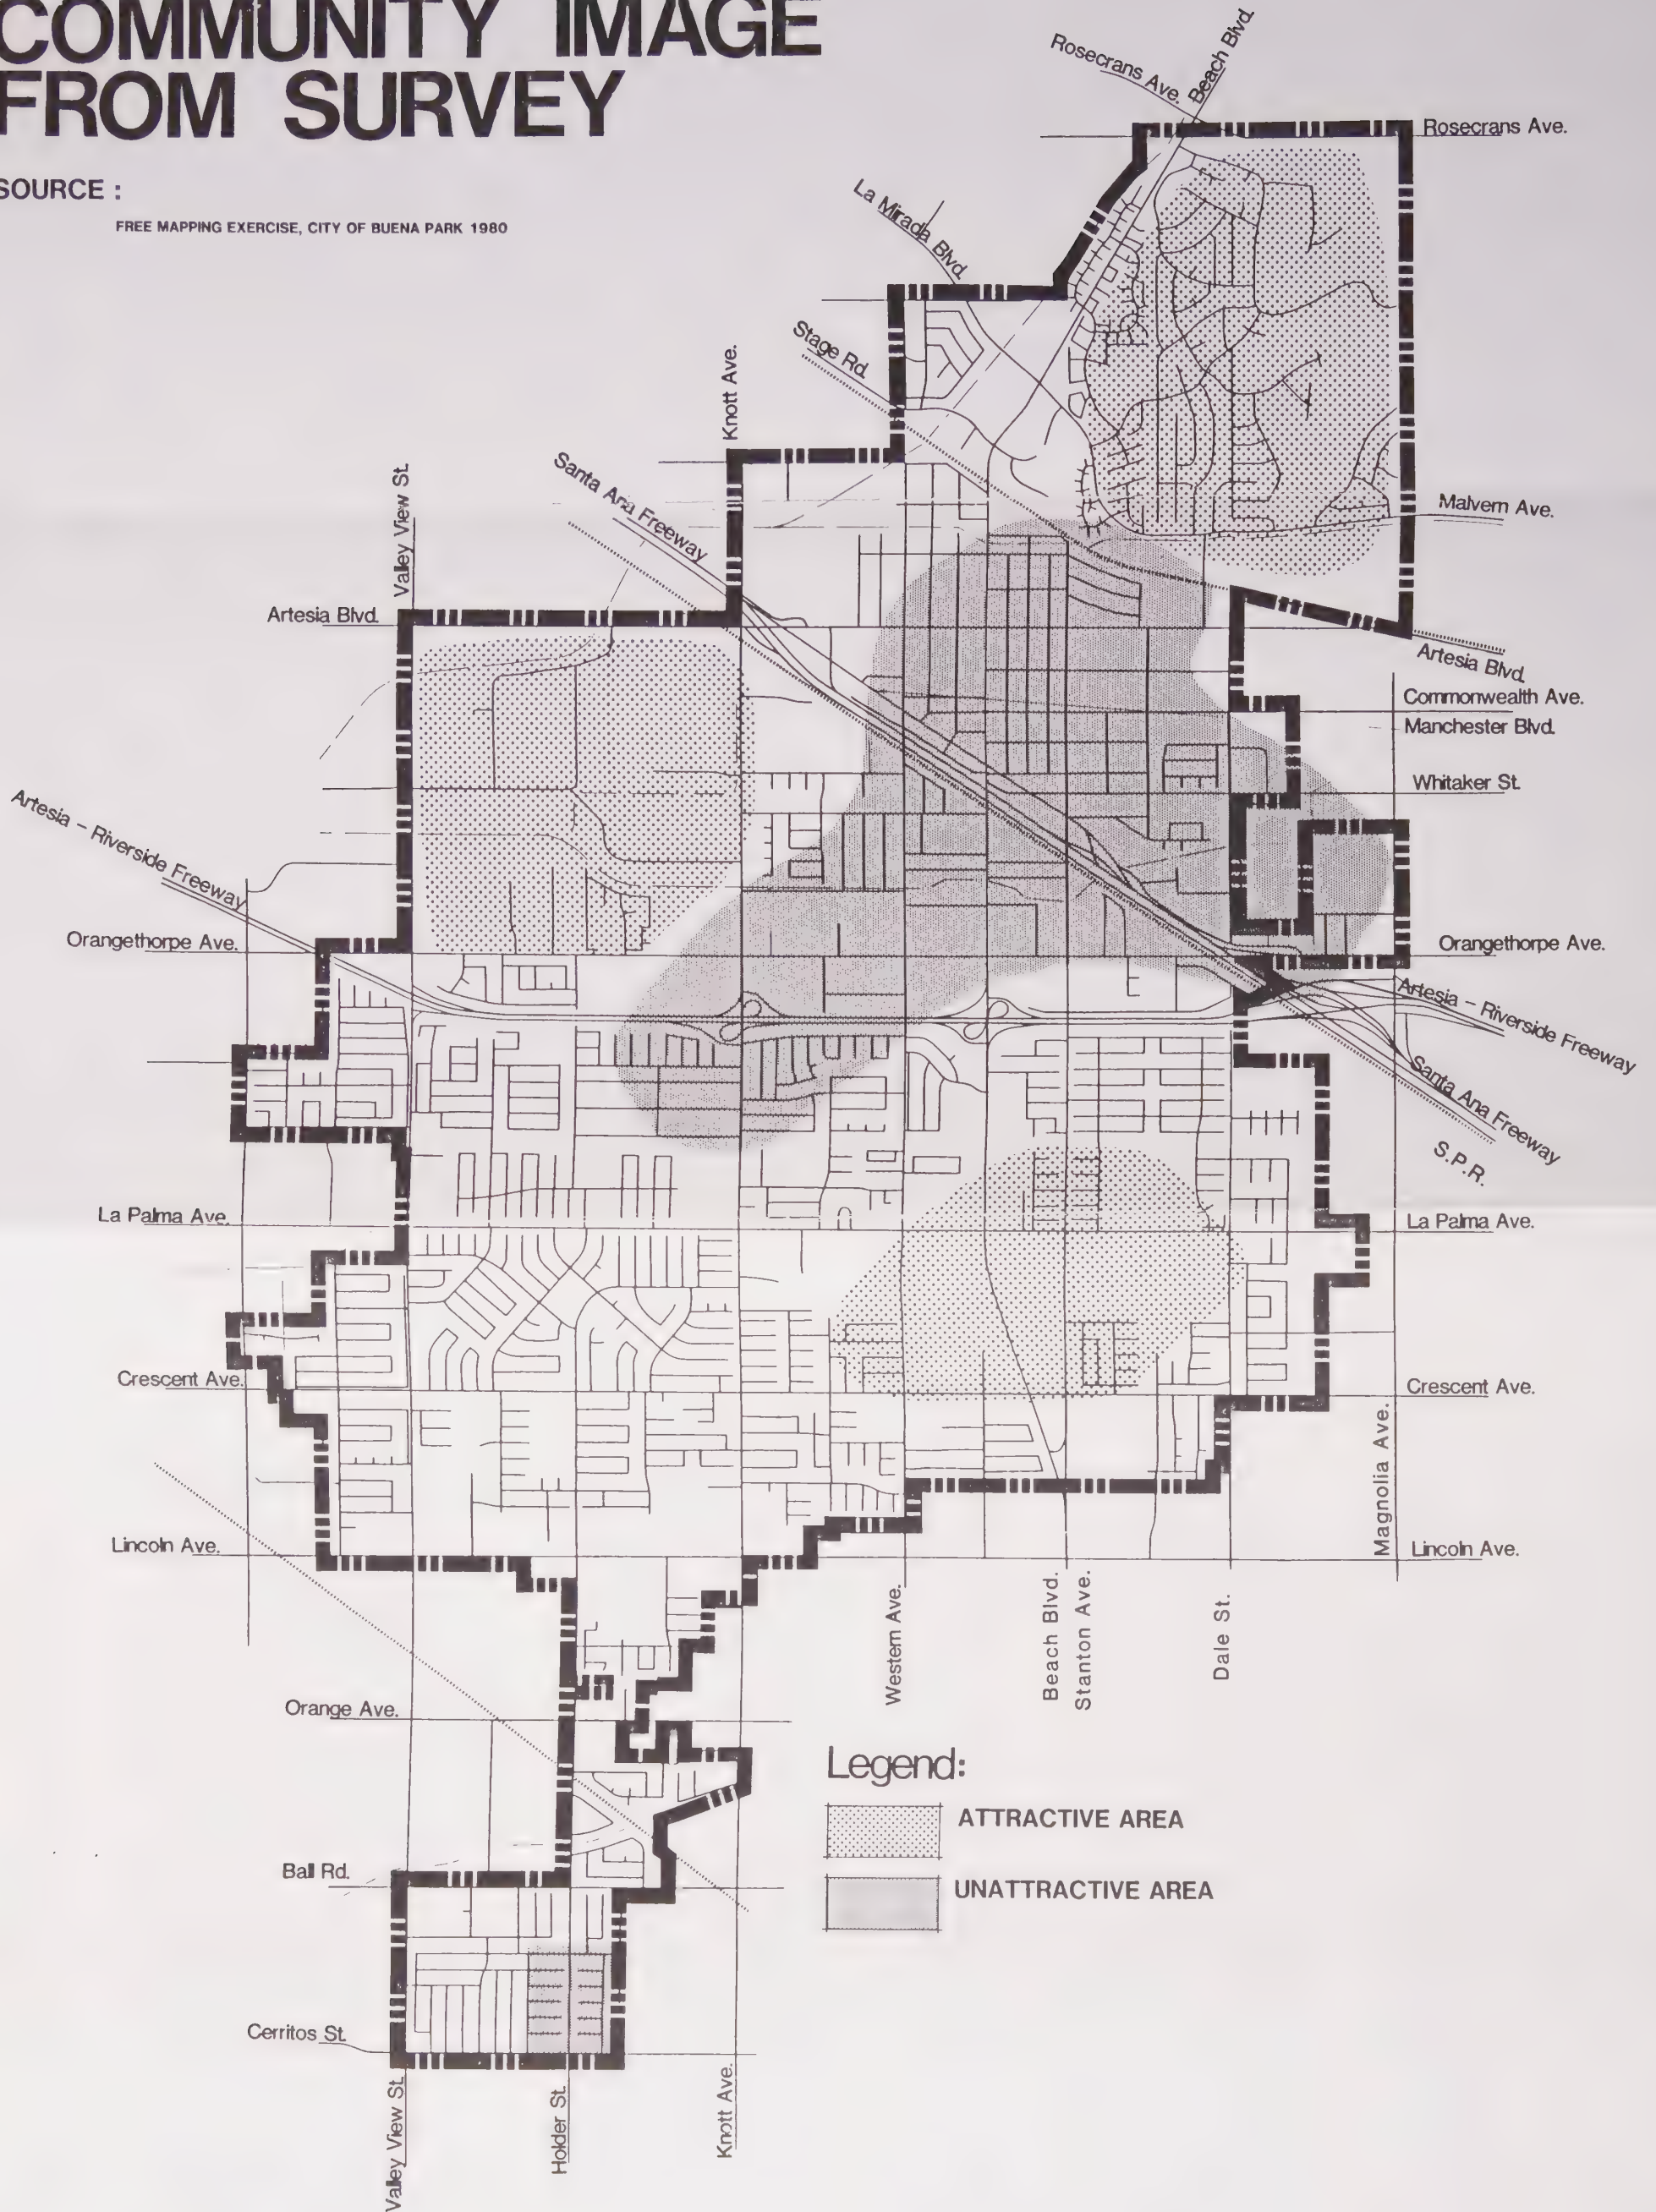 COMMUNITY IMAGE
FROM SURVEY
SOURCE :
FREE MAPPING EXERCISE, CITY OF BUENA PARK 1980
Rosecrans Ave.
Beach Blvd.
Rosecrans Ave.
La Mirada Blvd.
Stage Rd.
Knott Ave.
Santa Ana Freeway
Valley View St.
Malvern Ave.
Artesia Blvd.
Artesia Blvd.
Commonwealth Ave.
Manchester Blvd.
Whitaker St.
Artesia - Riverside Freeway
Orangethorpe Ave.
Orangethorpe Ave.
Artesia - Riverside Freeway
Santa Ana Freeway
S.P.R.
La Palma Ave.
La Palma Ave.
Crescent Ave.
Crescent Ave.
Magnolia Ave.
Lincoln Ave.
Lincoln Ave.
Western Ave.
Beach Blvd.
Stanton Ave.
Dale St.
Orange Ave.
Legend:
ATTRACTIVE AREA
UNATTRACTIVE AREA
Ball Rd.
Cerritos St.
Valley View St.
Holder St.
Knott Ave.